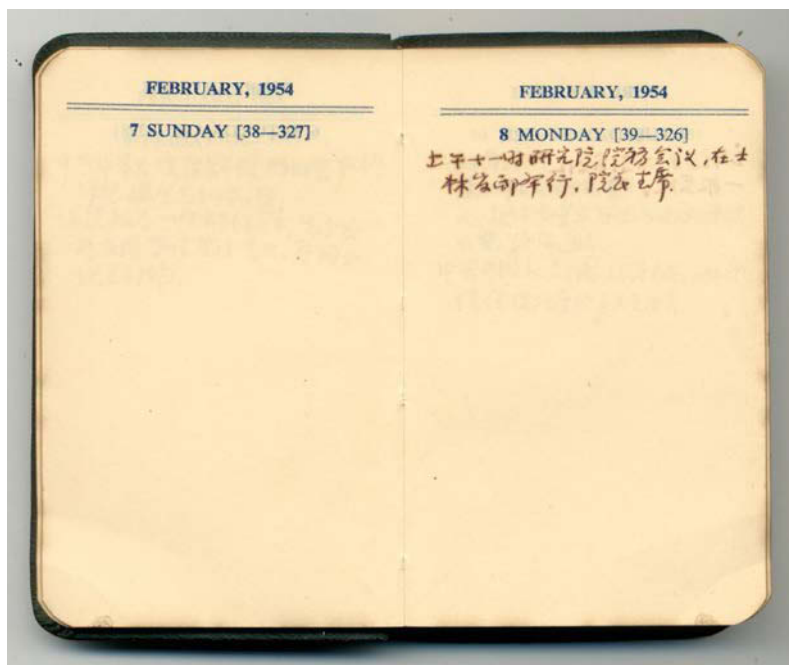 FEBRUARY, 1954
7 SUNDAY [38—327]
FEBRUARY, 1954
8 MONDAY [39—326]
上午十一时研究院院务会议，在士
林官邸举行，院长主席